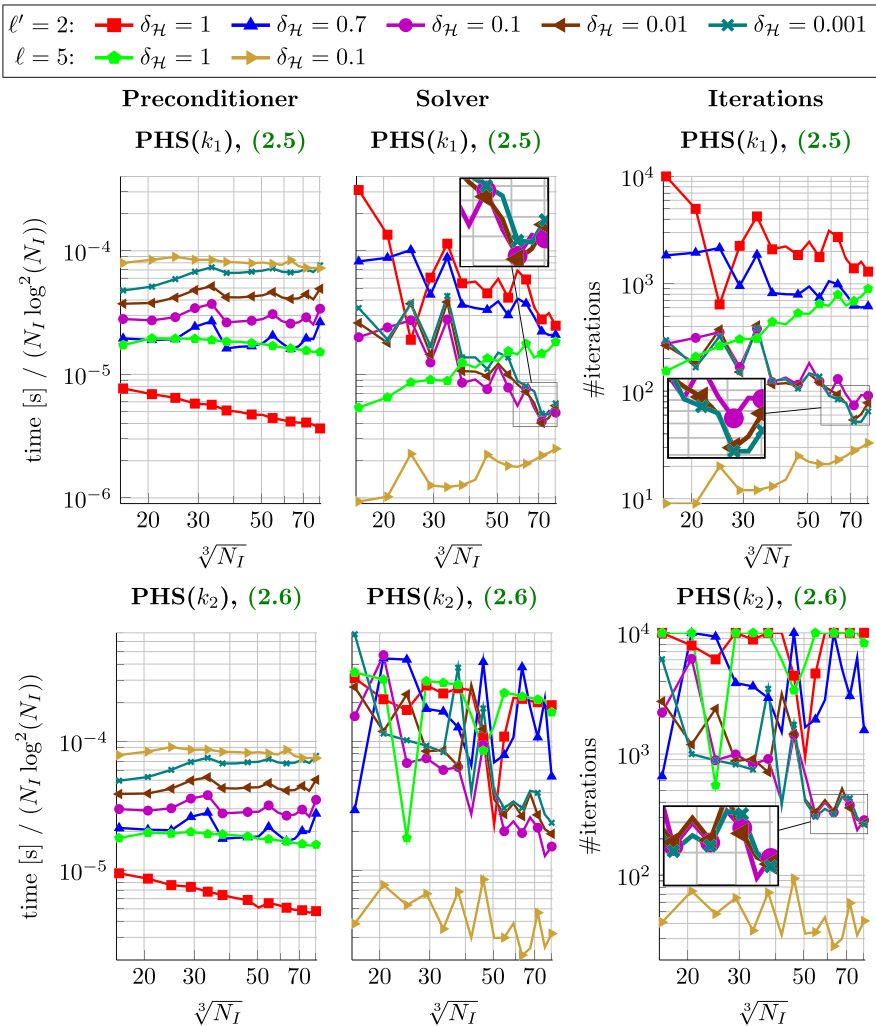 ℓ′ = 2: δ_ℋ = 1 δ_ℋ = 0.7 δ_ℋ = 0.1 δ_ℋ = 0.01 δ_ℋ = 0.001
ℓ = 5: δ_ℋ = 1 δ_ℋ = 0.1
Preconditioner Solver Iterations
PHS(k₁), (2.5) PHS(k₁), (2.5) PHS(k₁), (2.5)
time [s] / (N_I log²(N_I))
10⁻⁴
10⁻⁵
10⁻⁶
#iterations
10⁴
10³
10²
10¹
20 30 50 70 20 30 50 70 20 30 50 70
∛N_I ∛N_I ∛N_I
PHS(k₂), (2.6) PHS(k₂), (2.6) PHS(k₂), (2.6)
time [s] / (N_I log²(N_I))
10⁻⁴
10⁻⁵
#iterations
10⁴
10³
10²
20 30 50 70 20 30 50 70 20 30 50 70
∛N_I ∛N_I ∛N_I